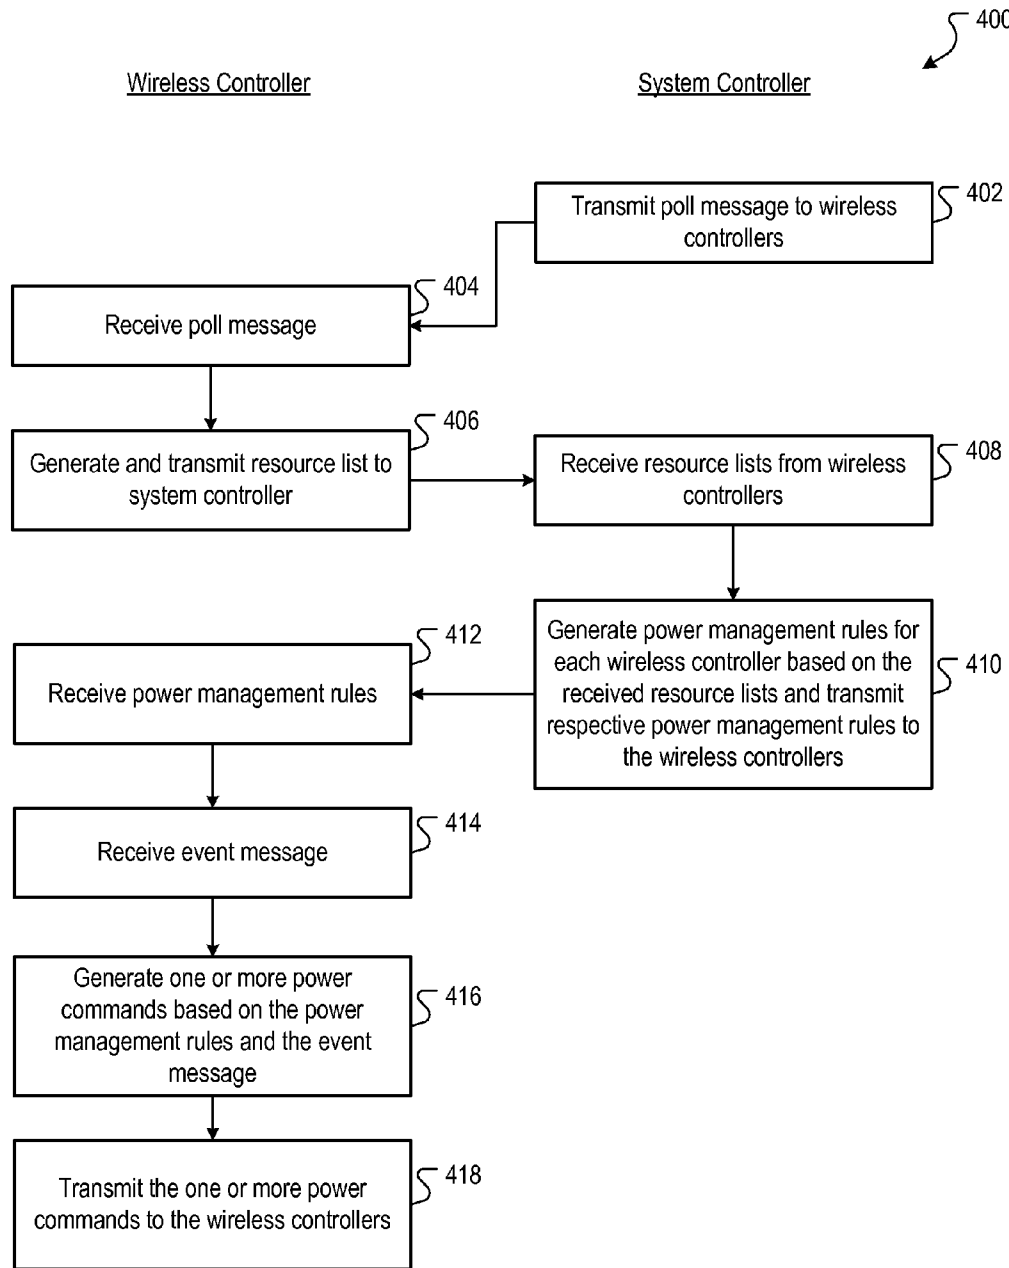 400
Wireless Controller
System Controller
402
Transmit poll message to wireless
controllers
404
Receive poll message
406
Generate and transmit resource list to
system controller
408
Receive resource lists from wireless
controllers
410
Generate power management rules for
each wireless controller based on the
received resource lists and transmit
respective power management rules to
the wireless controllers
412
Receive power management rules
414
Receive event message
416
Generate one or more power
commands based on the power
management rules and the event
message
418
Transmit the one or more power
commands to the wireless controllers